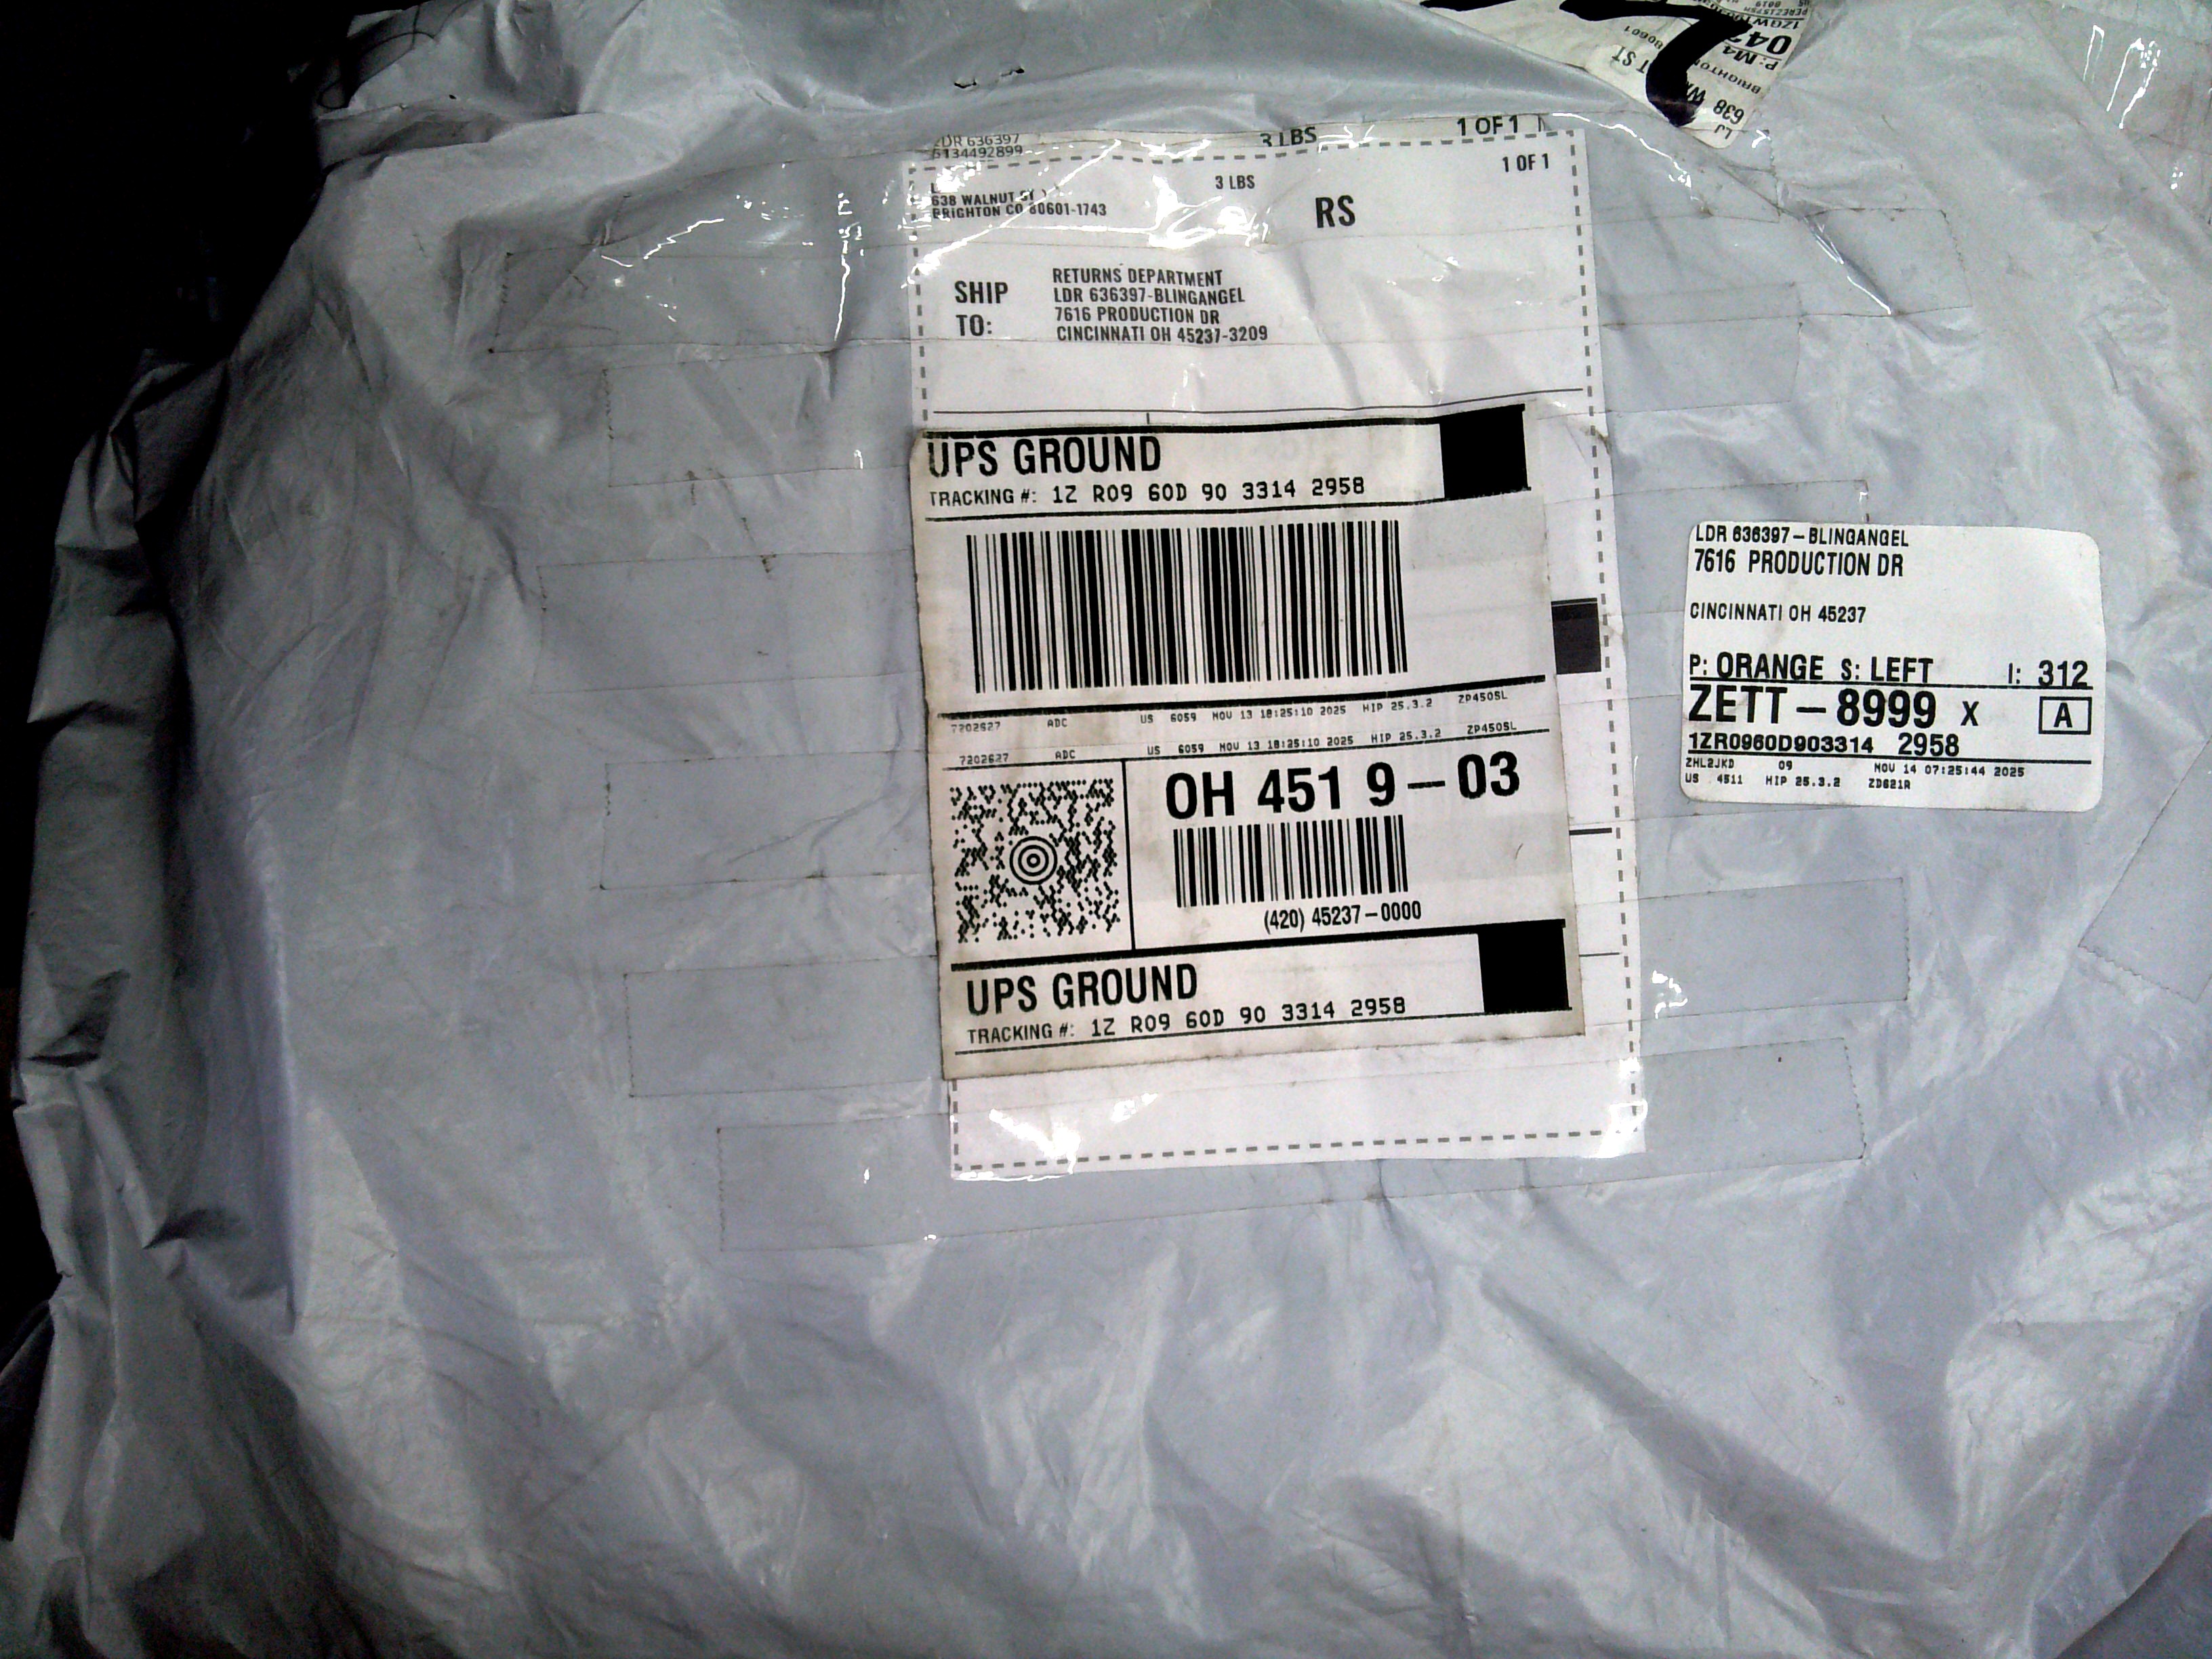 LDR 636397
6134492899
3 LBS
1 OF 1
638 WALNUT ST
BRIGHTON CO 80601-1743
3 LBS
1 OF 1
RS
SHIP TO:
RETURNS DEPARTMENT
LDR 636397-BLINGANGEL
7616 PRODUCTION DR
CINCINNATI OH 45237-3209
UPS GROUND
TRACKING #: 1Z R09 60D 90 3314 2958
7202627 ADC US 6059 NOV 13 18:25:10 2025 HIP 25.3.2 ZP450SL
7202627 ADC US 6059 NOV 13 18:25:10 2025 HIP 25.3.2 ZP450SL
OH 451 9-03
(420) 45237-0000
UPS GROUND
TRACKING #: 1Z R09 60D 90 3314 2958
LDR 636397-BLINGANGEL
7616 PRODUCTION DR
CINCINNATI OH 45237
P: ORANGE S: LEFT I: 312
ZETT-8999 X A
1ZR0960D903314 2958
ZHL2JKD 09 NOV 14 07:25:44 2025
US 4511 HIP 25.3.2 ZD621R
LJ
638
BRIGHTON
80601